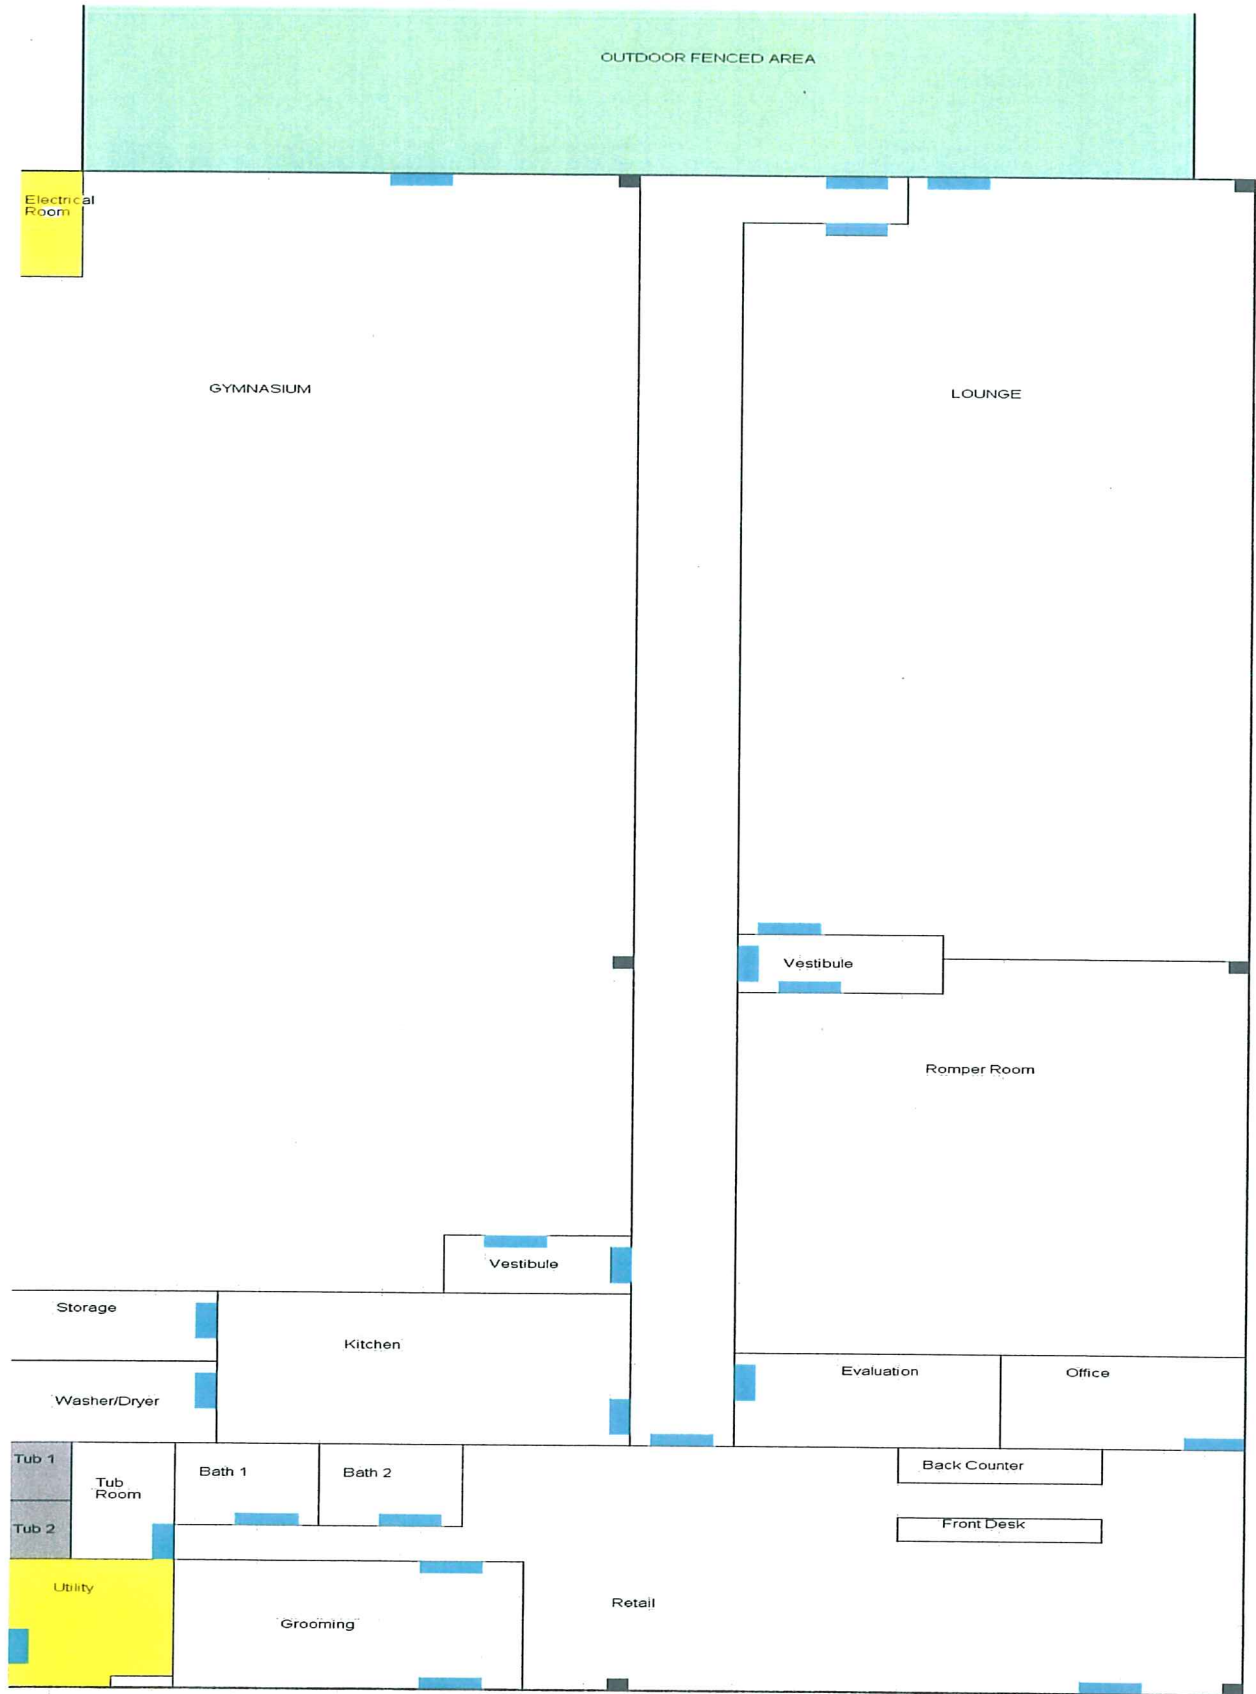 OUTDOOR FENCED AREA
Electrical
Room
GYMNASIUM
LOUNGE
Vestibule
Romper Room
Vestibule
Storage
Kitchen
Evaluation
Office
Washer/Dryer
Tub 1
Tub
Room
Bath 1
Bath 2
Back Counter
Tub 2
Front Desk
Utility
Retail
Grooming